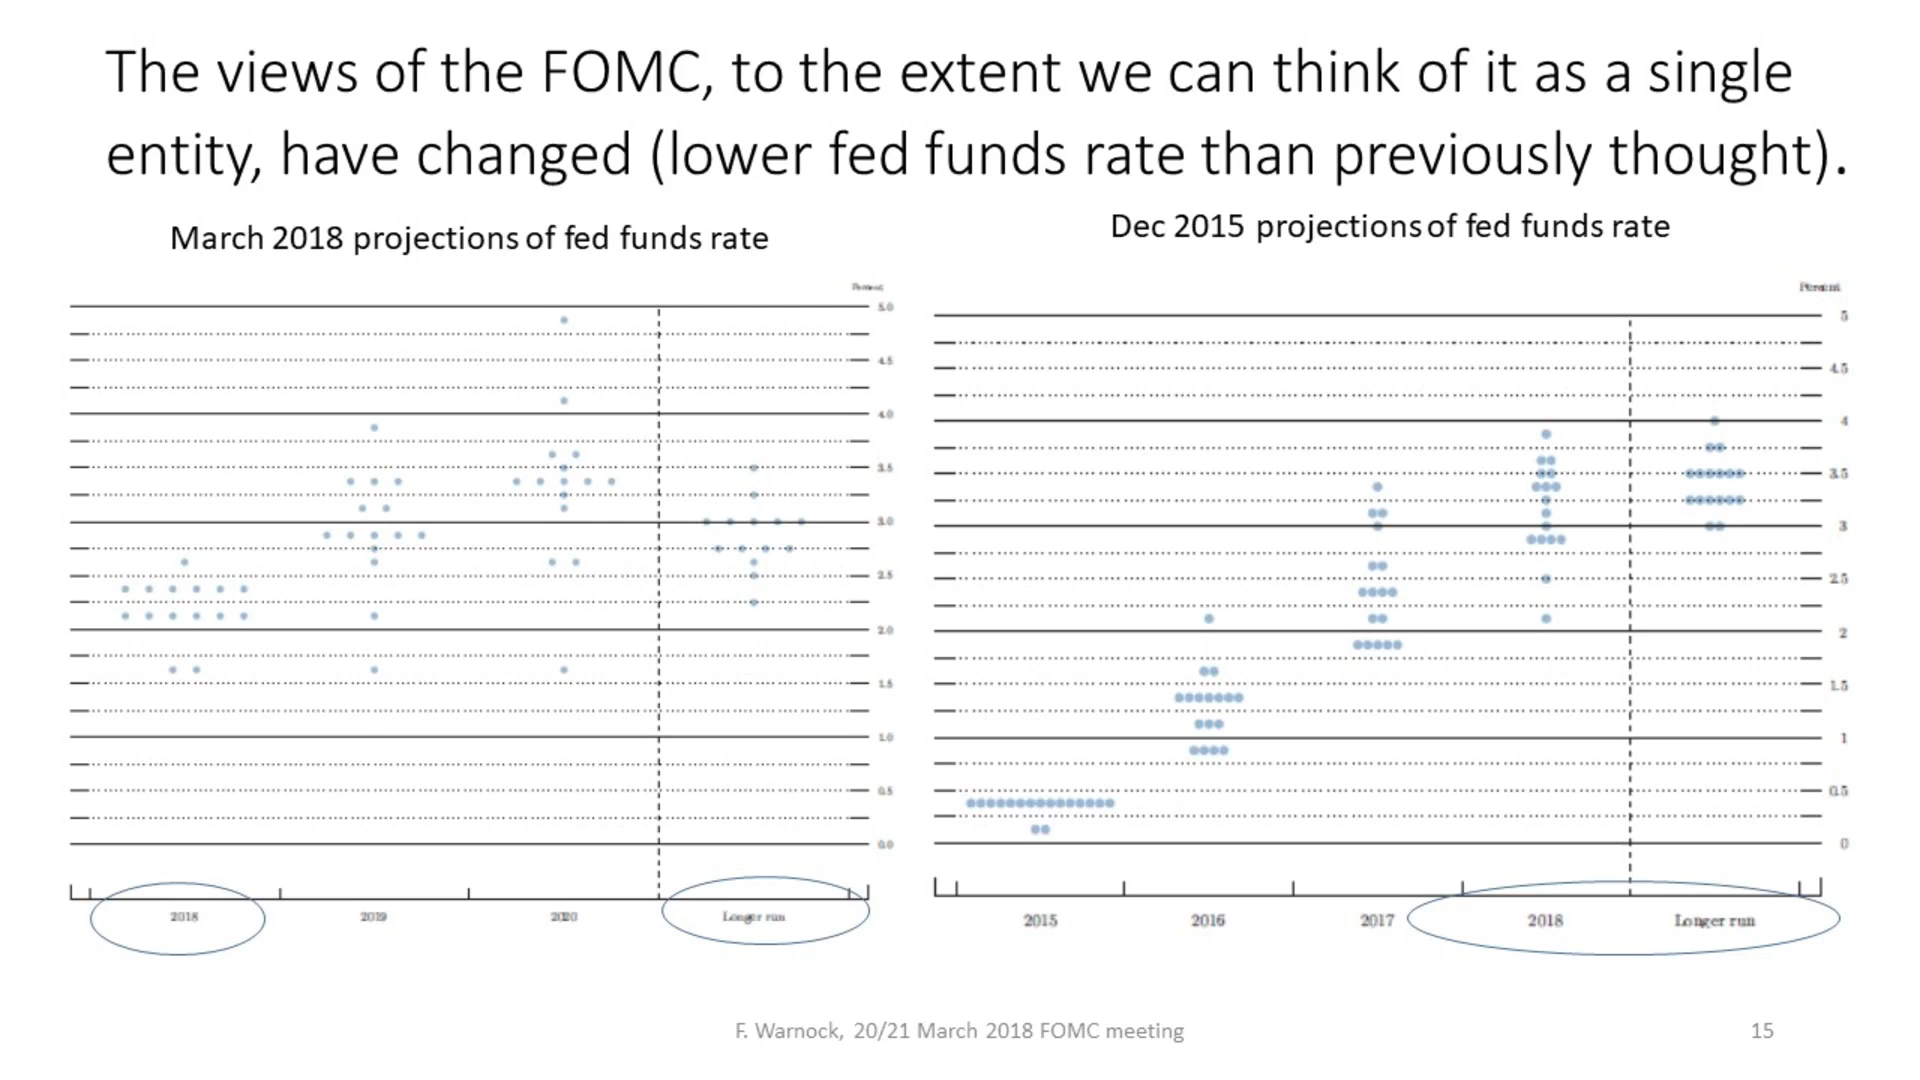 The views of the FOMC, to the extent we can think of it as a single
entity, have changed (lower fed funds rate than previously thought).
March 2018 projections of fed funds rate
Percent
5.0
4.5
4.0
3.5
3.0
2.5
2.0
1.5
1.0
0.5
0.0
2018 2019 2020 Longer run
Dec 2015 projections of fed funds rate
Percent
5
4.5
4
3.5
3
2.5
2
1.5
1
0.5
0
2015 2016 2017 2018 Longer run
F. Warnock, 20/21 March 2018 FOMC meeting
15